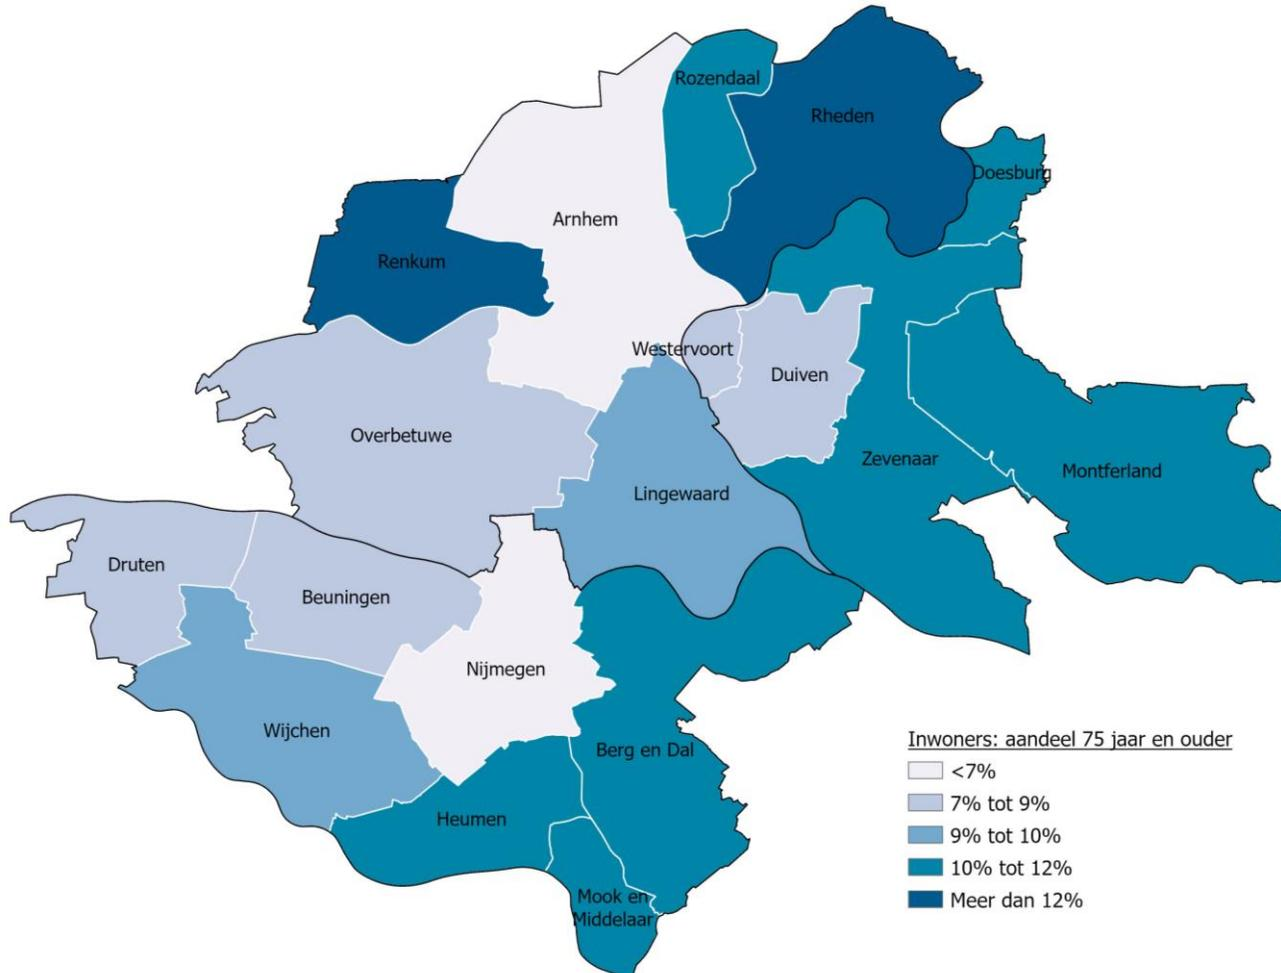 Rozendaal
Rheden
Doesburg
Arnhem
Renkum
Westervoort
Duiven
Overbetuwe
Zevenaar
Montferland
Lingewaard
Druten
Beuningen
Nijmegen
Wijchen
Berg en Dal
Heumen
Mook en
Middelaar
Inwoners: aandeel 75 jaar en ouder
<7%
7% tot 9%
9% tot 10%
10% tot 12%
Meer dan 12%